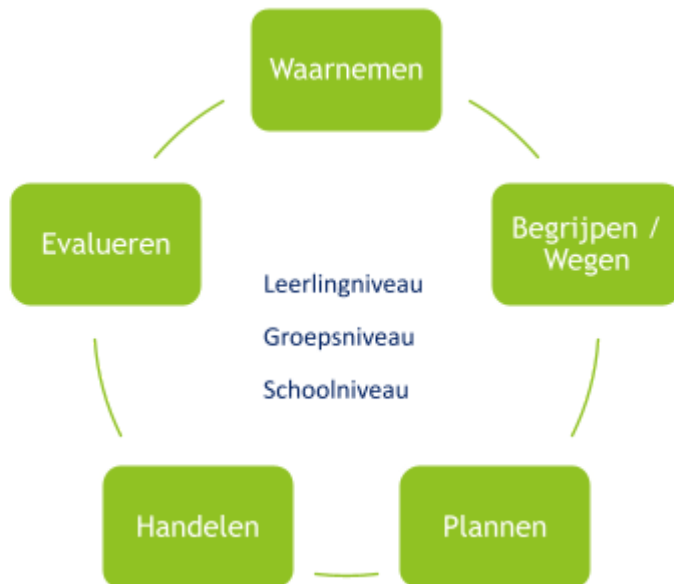 Waarnemen
Begrijpen /
Wegen
Plannen
Handelen
Evalueren
Leerlingniveau
Groepsniveau
Schoolniveau